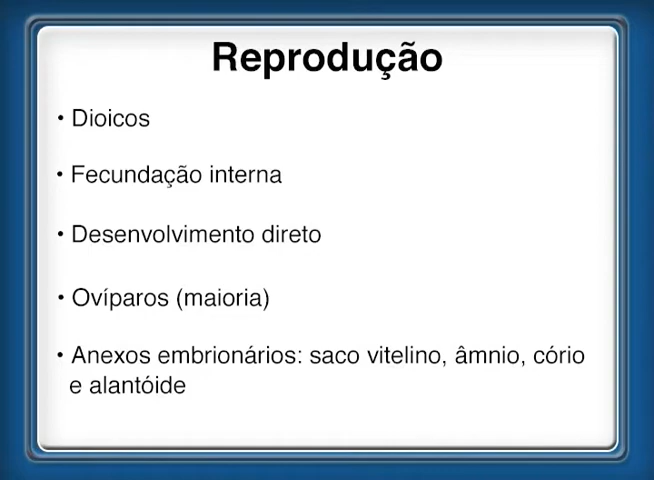 Reprodução
• Dioicos
• Fecundação interna
• Desenvolvimento direto
• Ovíparos (maioria)
• Anexos embrionários: saco vitelino, âmnio, cório
e alantóide